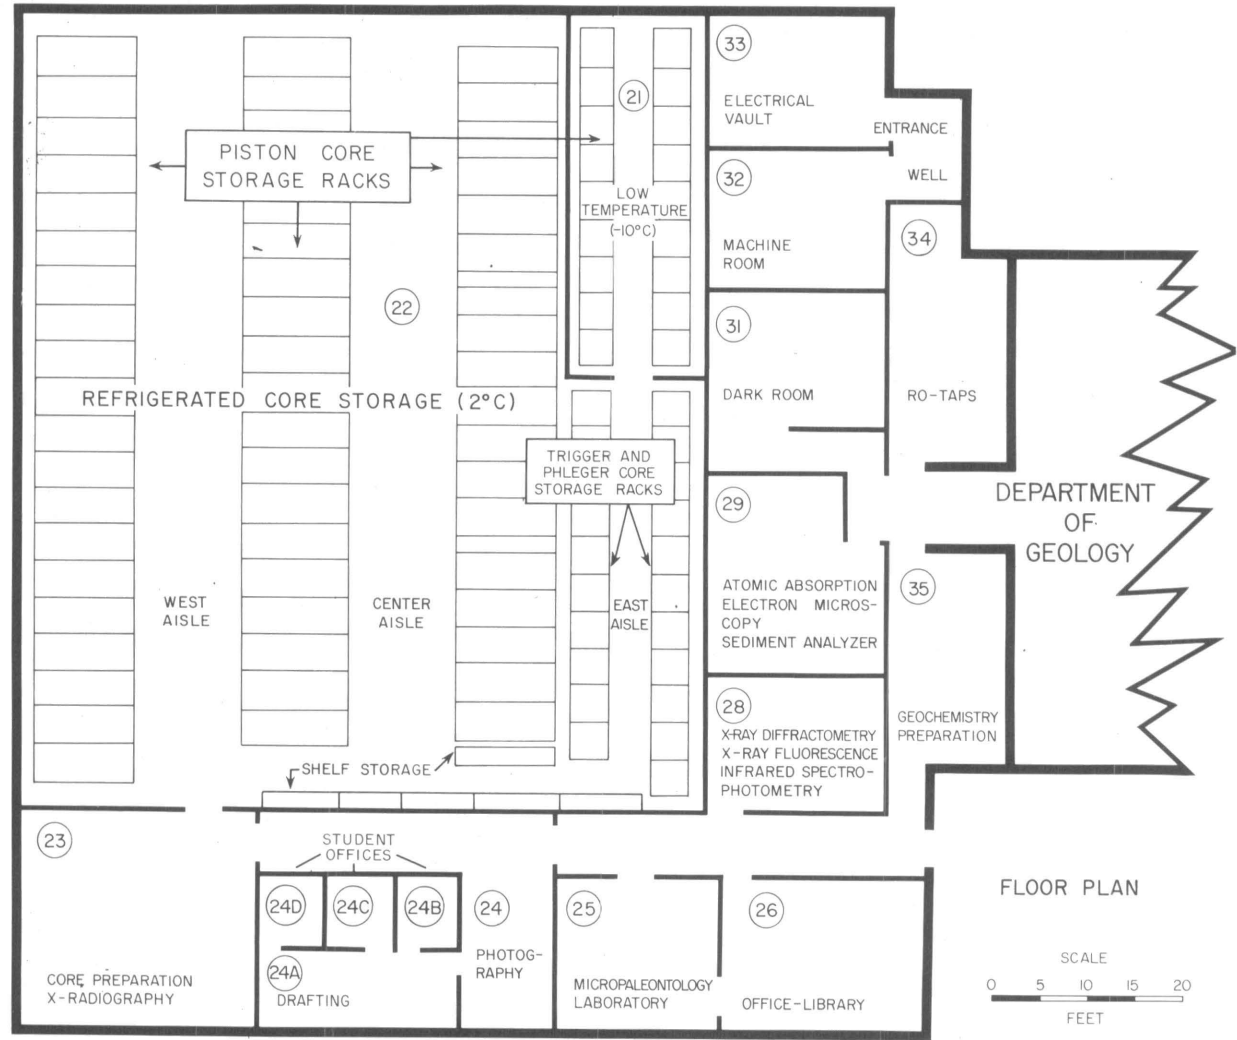 33
ELECTRICAL
VAULT
ENTRANCE
WELL
21
PISTON CORE
STORAGE RACKS
LOW
TEMPERATURE
(-10°C)
32
MACHINE
ROOM
34
22
31
DARK ROOM
RO-TAPS
REFRIGERATED CORE STORAGE (2°C)
TRIGGER AND
PHLEGER CORE
STORAGE RACKS
29
DEPARTMENT
OF
GEOLOGY
ATOMIC ABSORPTION
ELECTRON MICROS-
COPY
SEDIMENT ANALYZER
35
WEST
AISLE
CENTER
AISLE
EAST
AISLE
28
X-RAY DIFFRACTOMETRY
X-RAY FLUORESCENCE
INFRARED SPECTRO-
PHOTOMETRY
GEOCHEMISTRY
PREPARATION
SHELF STORAGE
23
STUDENT
OFFICES
24D
24C
24B
24
25
26
FLOOR PLAN
CORE PREPARATION
X-RADIOGRAPHY
24A
DRAFTING
PHOTOG-
RAPHY
MICROPALEONTOLOGY
LABORATORY
OFFICE-LIBRARY
SCALE
0 5 10 15 20
FEET